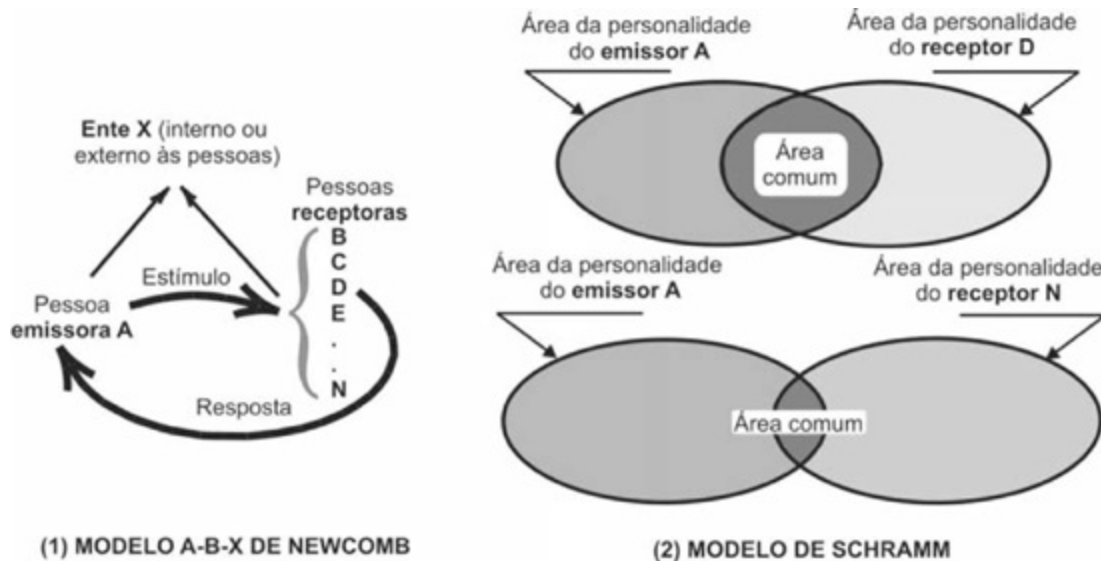 Ente X (interno ou
externo às pessoas)
Pessoas
receptoras
B
C
D
E
.
.
N
Estímulo
Pessoa
emissora A
Resposta
(1) MODELO A-B-X DE NEWCOMB
Área da personalidade
do emissor A
Área da personalidade
do receptor D
Área
comum
Área da personalidade
do emissor A
Área da personalidade
do receptor N
Área comum
(2) MODELO DE SCHRAMM